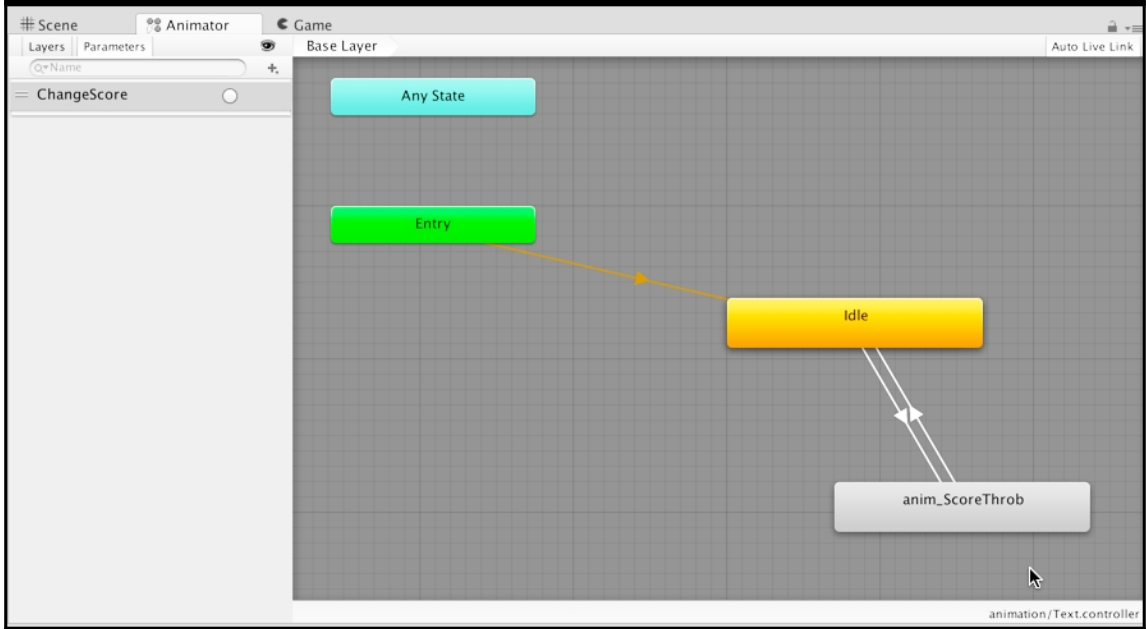 Scene Animator Game
Layers Parameters Base Layer Auto Live Link
Name
ChangeScore
Any State
Entry
Idle
anim_ScoreThrob
animation/Text.controller